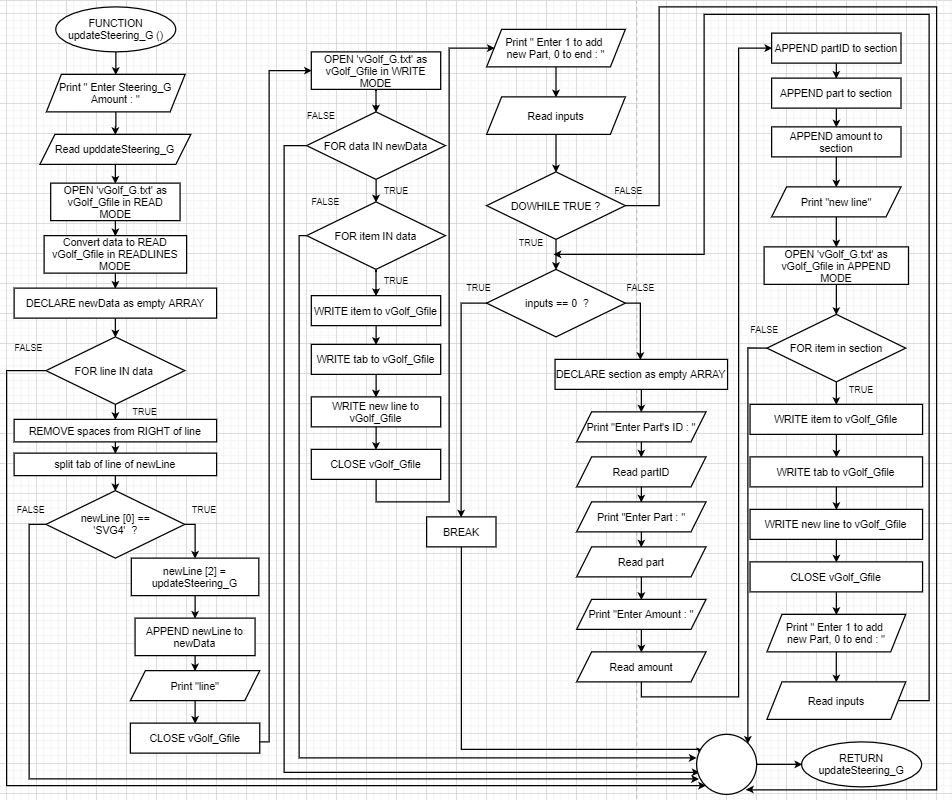 FUNCTION
updateSteering_G ()
Print " Enter Steering_G
Amount : "
Read uppdateSteering_G
OPEN 'vGolf_G.txt' as
vGolf_Gfile in READ
MODE
Convert data to READ
vGolf_Gfile in READLINES
MODE
DECLARE newData as empty ARRAY
FALSE
FOR line IN data
TRUE
REMOVE spaces from RIGHT of line
split tab of line of newLine
FALSE
newLine [0] ==
'SVG4' ?
TRUE
newLine [2] =
updateSteering_G
APPEND newLine to
newData
Print "line"
CLOSE vGolf_Gfile
OPEN 'vGolf_G.txt' as
vGolf_Gfile in WRITE
MODE
FALSE
FOR data IN newData
TRUE
FALSE
FOR item IN data
TRUE
WRITE item to vGolf_Gfile
WRITE tab to vGolf_Gfile
WRITE new line to
vGolf_Gfile
CLOSE vGolf_Gfile
Print " Enter 1 to add
new Part, 0 to end : "
Read inputs
DOWHILE TRUE ?
FALSE
TRUE
TRUE
inputs == 0 ?
FALSE
BREAK
DECLARE section as empty ARRAY
Print "Enter Part's ID : "
Read partID
Print "Enter Part : "
Read part
Print "Enter Amount : "
Read amount
APPEND partID to section
APPEND part to section
APPEND amount to
section
Print "new line"
OPEN 'vGolf_G.txt' as
vGolf_Gfile in APPEND
MODE
FALSE
FOR item in section
TRUE
WRITE item to vGolf_Gfile
WRITE tab to vGolf_Gfile
WRITE new line to vGolf_Gfile
CLOSE vGolf_Gfile
Print " Enter 1 to add
new Part, 0 to end : "
Read inputs
RETURN
updateSteering_G